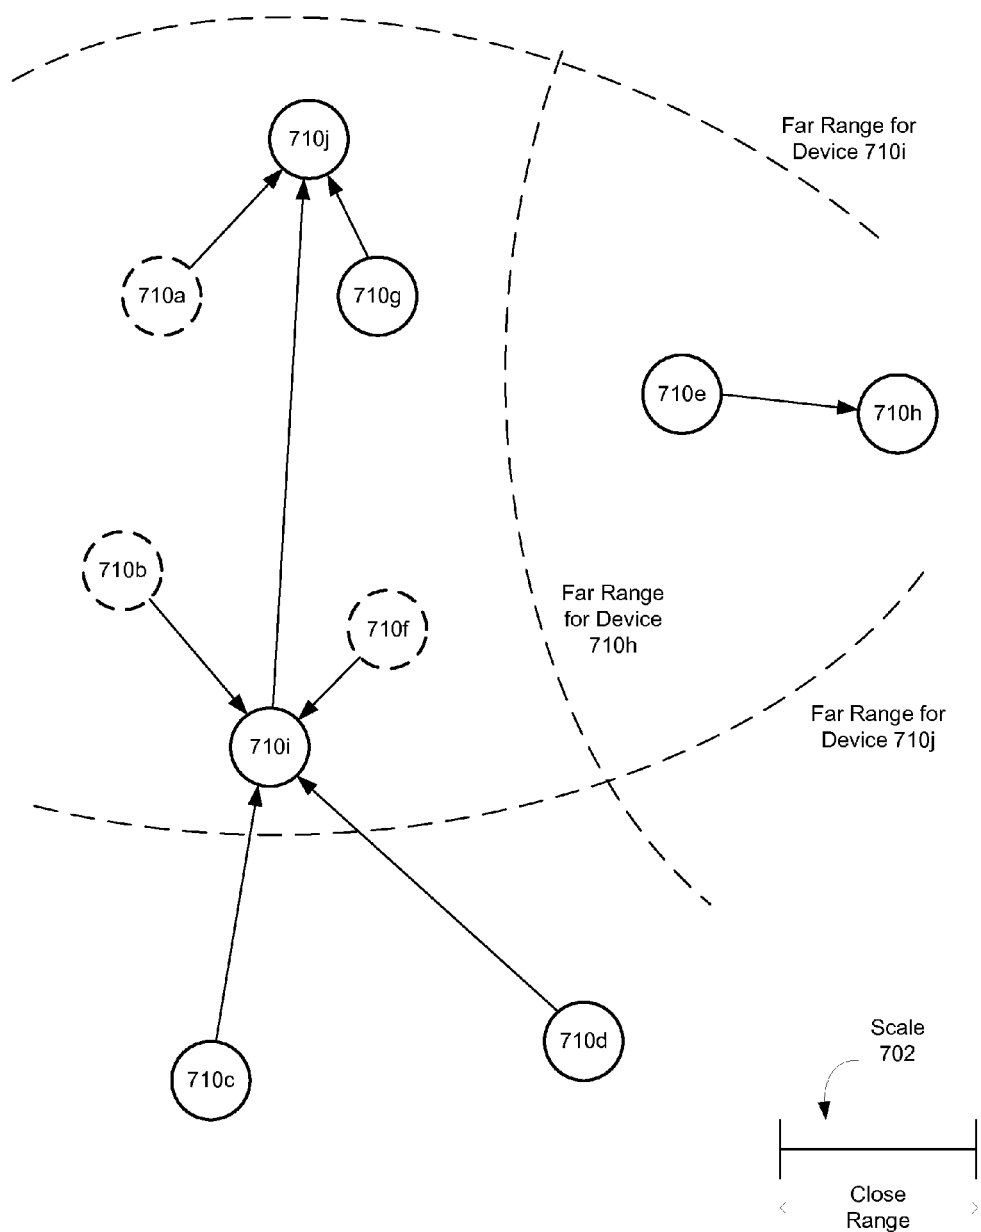 Far Range for
Device 710i
710j
710a
710g
710e
710h
710b
710f
Far Range
for Device
710h
Far Range for
Device 710j
710i
710c
710d
Scale
702
Close
Range